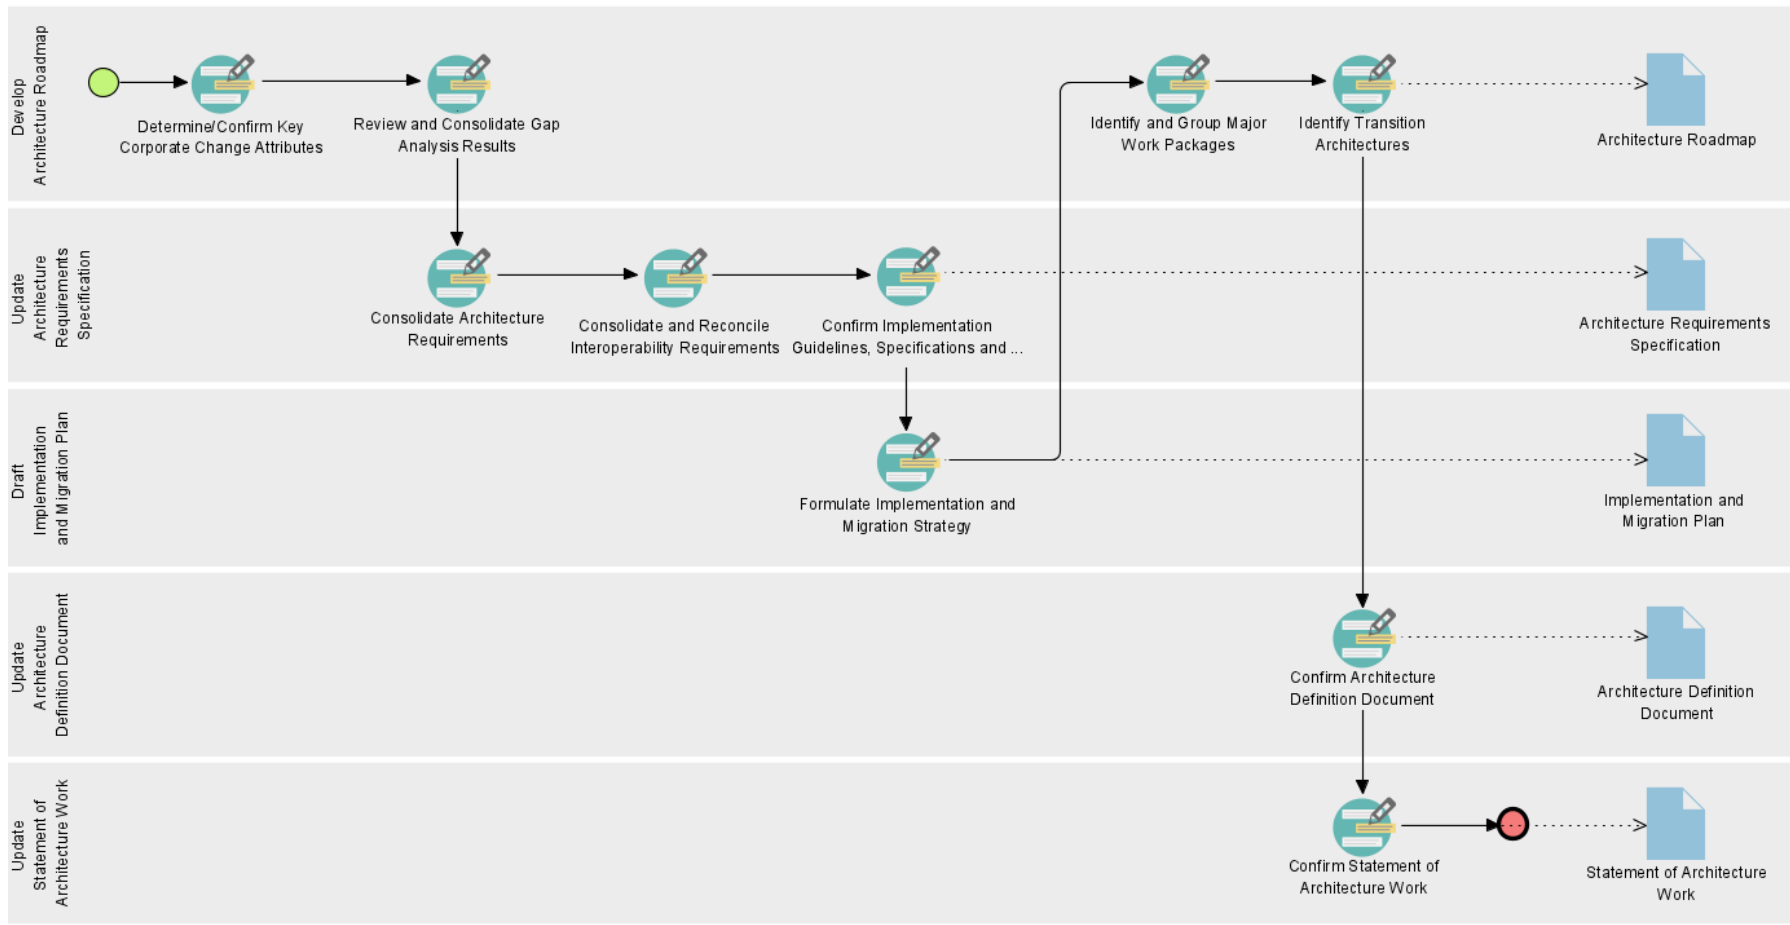 Develop
Architecture Roadmap
Determine/Confirm Key
Corporate Change Attributes
Review and Consolidate Gap
Analysis Results
Identify and Group Major
Work Packages
Identify Transition
Architectures
Architecture Roadmap
Update
Architecture
Requirements
Specification
Consolidate Architecture
Requirements
Consolidate and Reconcile
Interoperability Requirements
Confirm Implementation
Guidelines, Specifications and ...
Architecture Requirements
Specification
Draft
Implementation
and Migration Plan
Formulate Implementation and
Migration Strategy
Implementation and
Migration Plan
Update
Architecture
Definition Document
Confirm Architecture
Definition Document
Architecture Definition
Document
Update
Statement of
Architecture Work
Confirm Statement of
Architecture Work
Statement of Architecture
Work